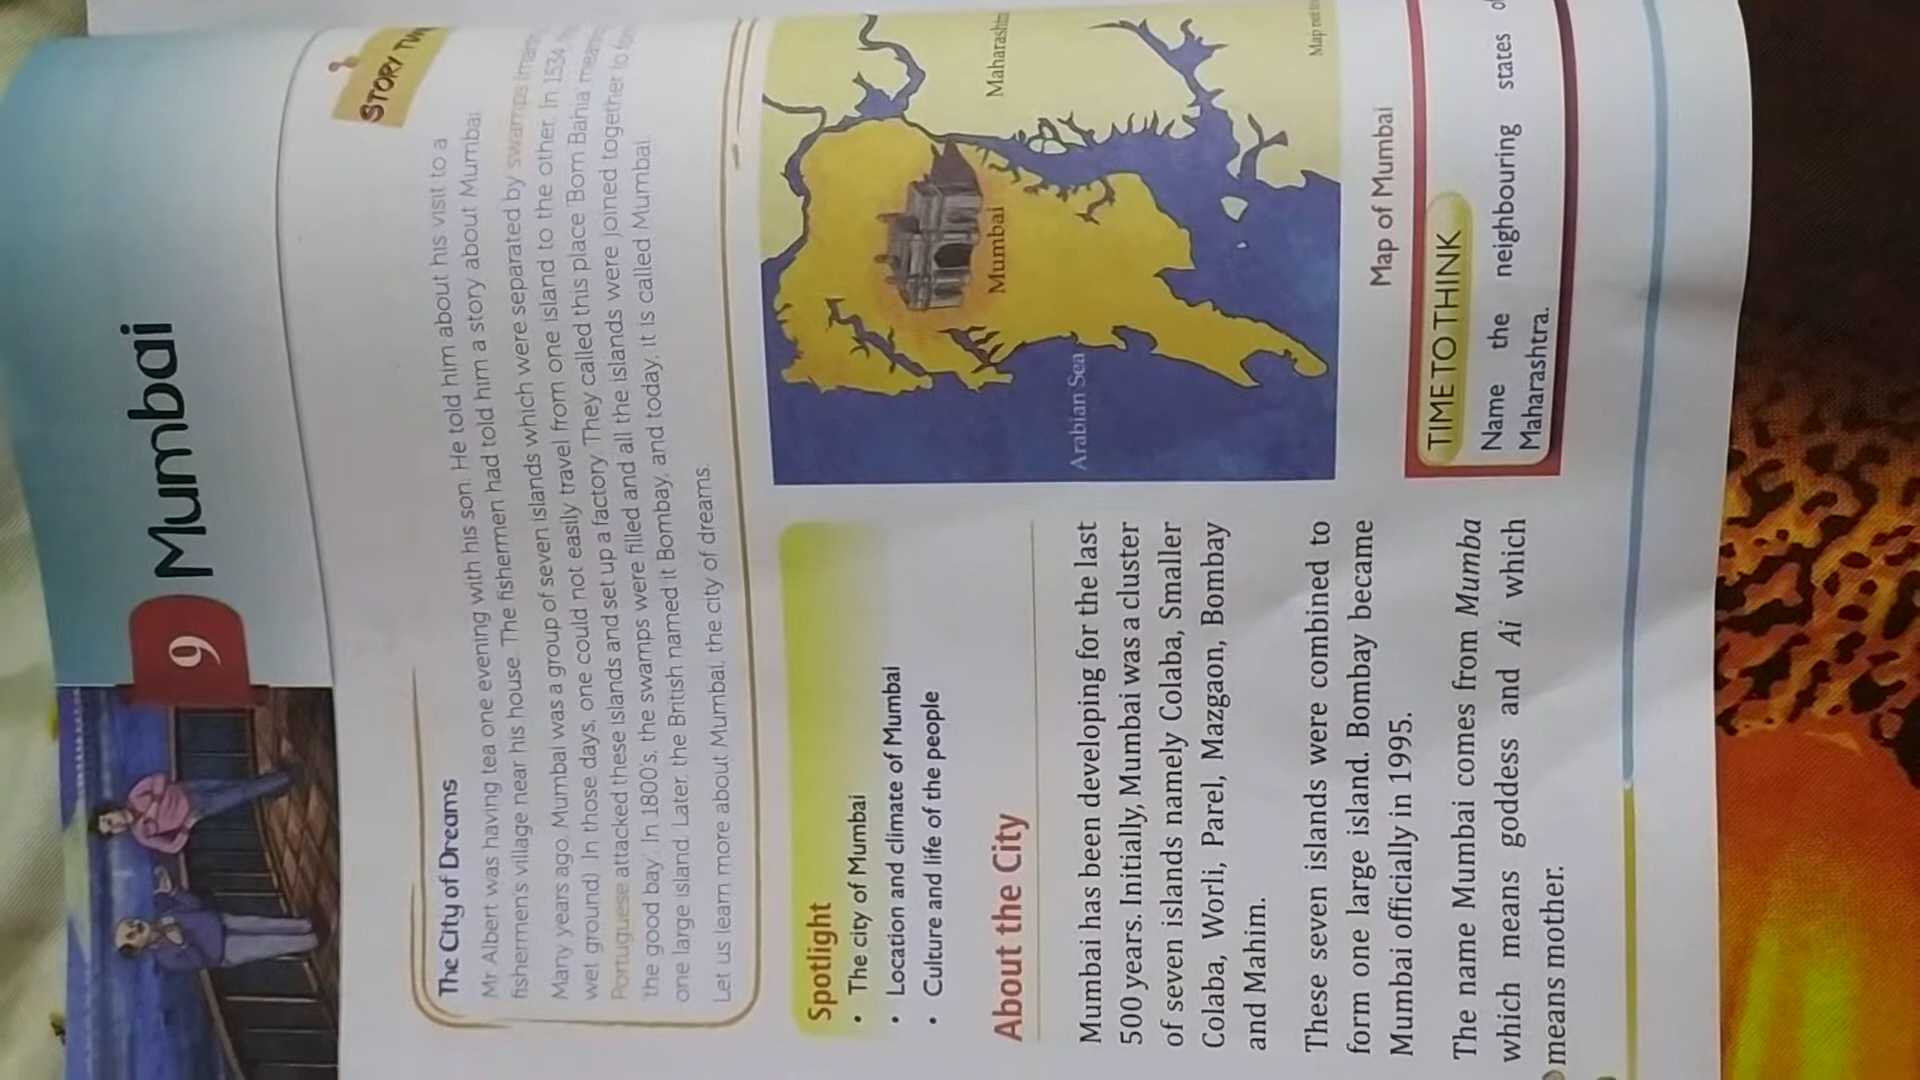 9 Mumbai
STORY
The City of Dreams
Mr Albert was having tea one evening with his son. He told him about his visit to a
fishermen's village near his house. The fishermen had told him a story about Mumbai.
Many years ago, Mumbai was a group of seven islands which were separated by swamps
wet ground). In those days, one could not easily travel from one island to the other. In 1534
Portuguese attacked these islands and set up a factory. They called this place 'Bom Bahia'
'the good bay'. In 1800's, the swamps were filled and all the islands were joined together to
one large island. Later, the British named it Bombay, and today, it is called Mumbai.
Let us learn more about Mumbai, the city of dreams.
Spotlight
• The city of Mumbai
• Location and climate of Mumbai
• Culture and life of the people
About the City
Mumbai has been developing for the last
500 years. Initially, Mumbai was a cluster
of seven islands namely Colaba, Smaller
Colaba, Worli, Parel, Mazgaon, Bombay
and Mahim.
These seven islands were combined to
form one large island. Bombay became
Mumbai officially in 1995.
The name Mumbai comes from Mumba
which means goddess and Ai which
means mother.
Maharashtra
Mumbai
Arabian Sea
Map not
Map of Mumbai
TIME TO THINK
Name the neighbouring states
Maharashtra.